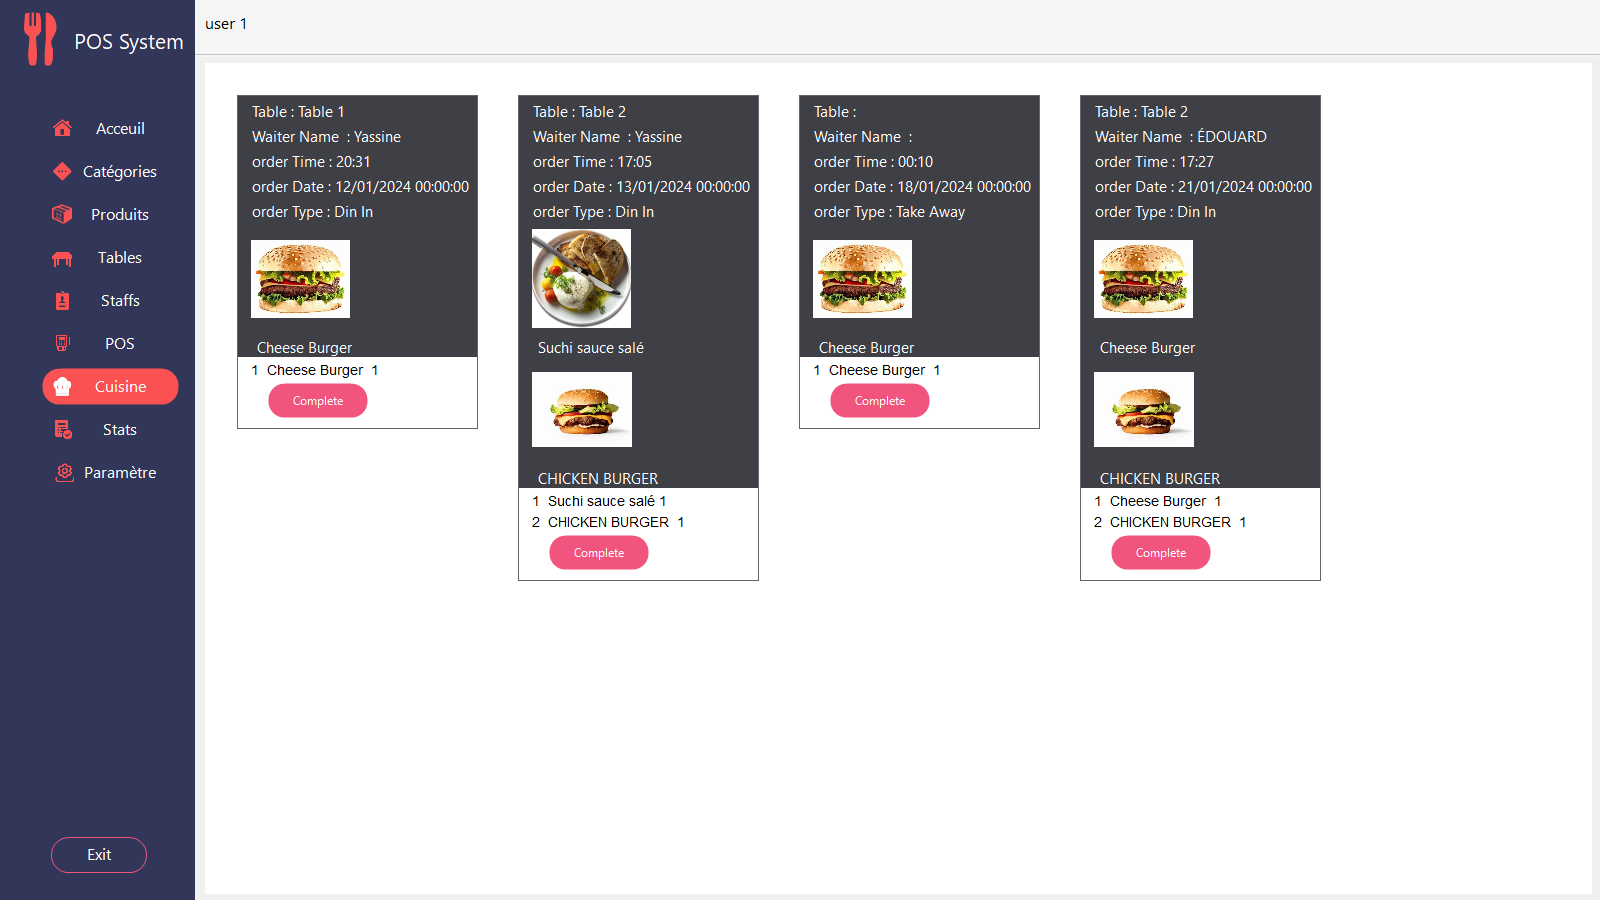 POS System
user 1
Acceuil
Catégories
Produits
Tables
Staffs
POS
Cuisine
Stats
Paramètre
Exit
Table : Table 1
Waiter Name  : Yassine
order Time : 20:31
order Date : 12/01/2024 00:00:00
order Type : Din In
Cheese Burger
1  Cheese Burger  1
Complete
Table : Table 2
Waiter Name  : Yassine
order Time : 17:05
order Date : 13/01/2024 00:00:00
order Type : Din In
Suchi sauce salé
CHICKEN BURGER
1  Suchi sauce salé 1
2  CHICKEN BURGER  1
Complete
Table :
Waiter Name  :
order Time : 00:10
order Date : 18/01/2024 00:00:00
order Type : Take Away
Cheese Burger
1  Cheese Burger  1
Complete
Table : Table 2
Waiter Name  : ÉDOUARD
order Time : 17:27
order Date : 21/01/2024 00:00:00
order Type : Din In
Cheese Burger
CHICKEN BURGER
1  Cheese Burger  1
2  CHICKEN BURGER  1
Complete